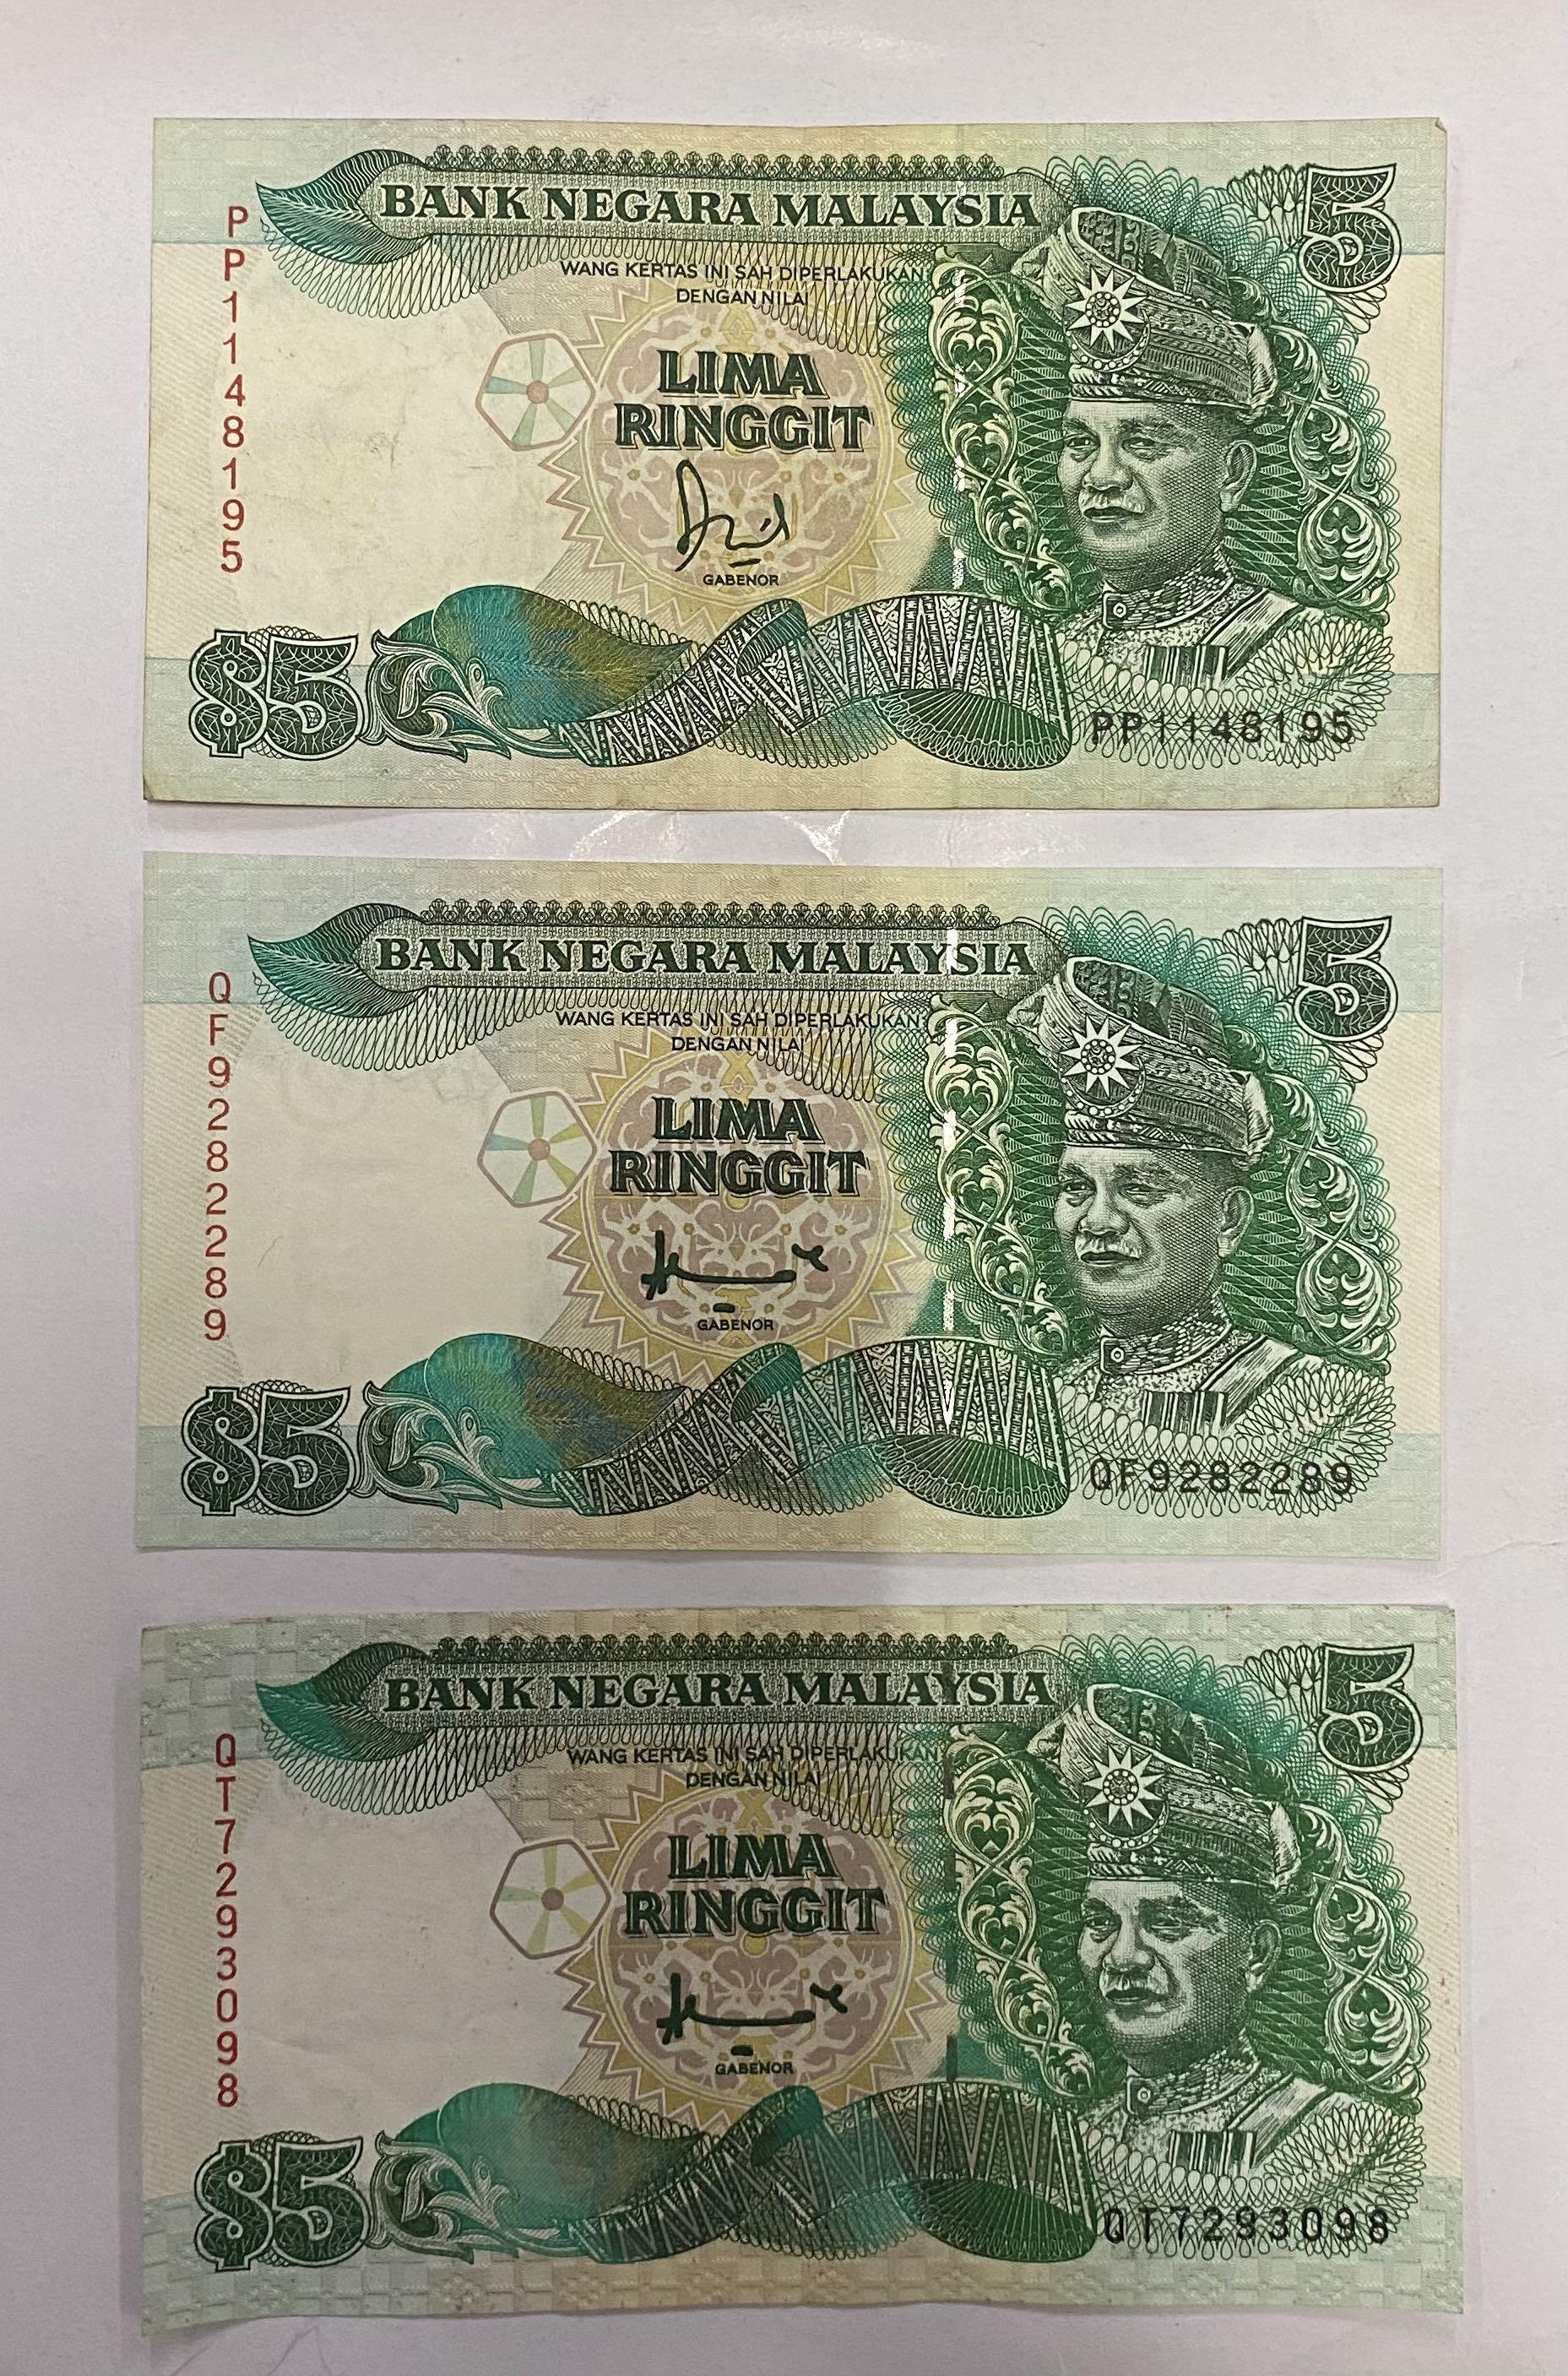 BANK NEGARA MALAYSIA
5
WANG KERTAS INI SAH DIPERLAKUKAN
DENGAN NILAI
LIMA
RINGGIT
GABENOR
PP1148195
$5
PP1148195
BANK NEGARA MALAYSIA
5
WANG KERTAS INI SAH DIPERLAKUKAN
DENGAN NILAI
LIMA
RINGGIT
GABENOR
QF9282289
$5
QF9282289
BANK NEGARA MALAYSIA
5
WANG KERTAS INI SAH DIPERLAKUKAN
DENGAN NILAI
LIMA
RINGGIT
GABENOR
QT7293098
$5
QT7293098